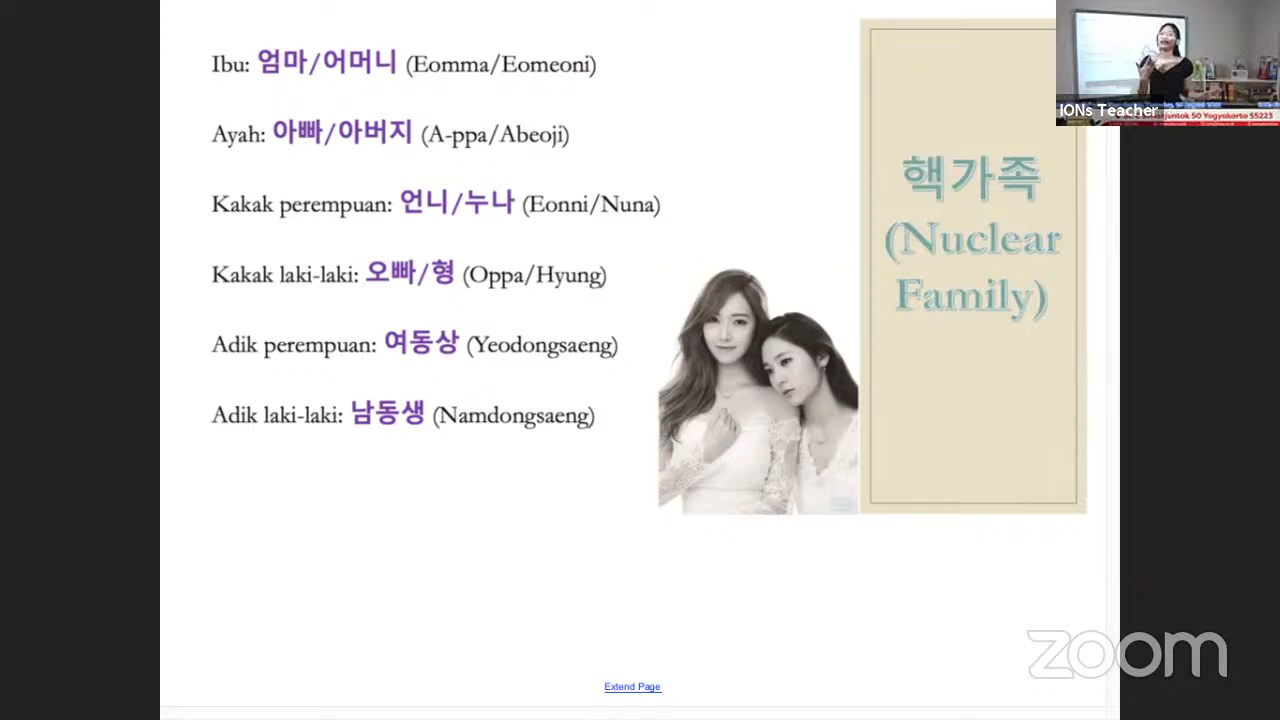 Ibu: 엄마/어머니 (Eomma/Eomeoni)
Ayah: 아빠/아버지 (A-ppa/Abeoji)
Kakak perempuan: 언니/누나 (Eonni/Nuna)
Kakak laki-laki: 오빠/형 (Oppa/Hyung)
Adik perempuan: 여동상 (Yeodongsaeng)
Adik laki-laki: 남동생 (Namdongsaeng)
핵가족
(Nuclear
Family)
IONs Teacher
50 Yogyakarta 55223
zoom
Extend Page